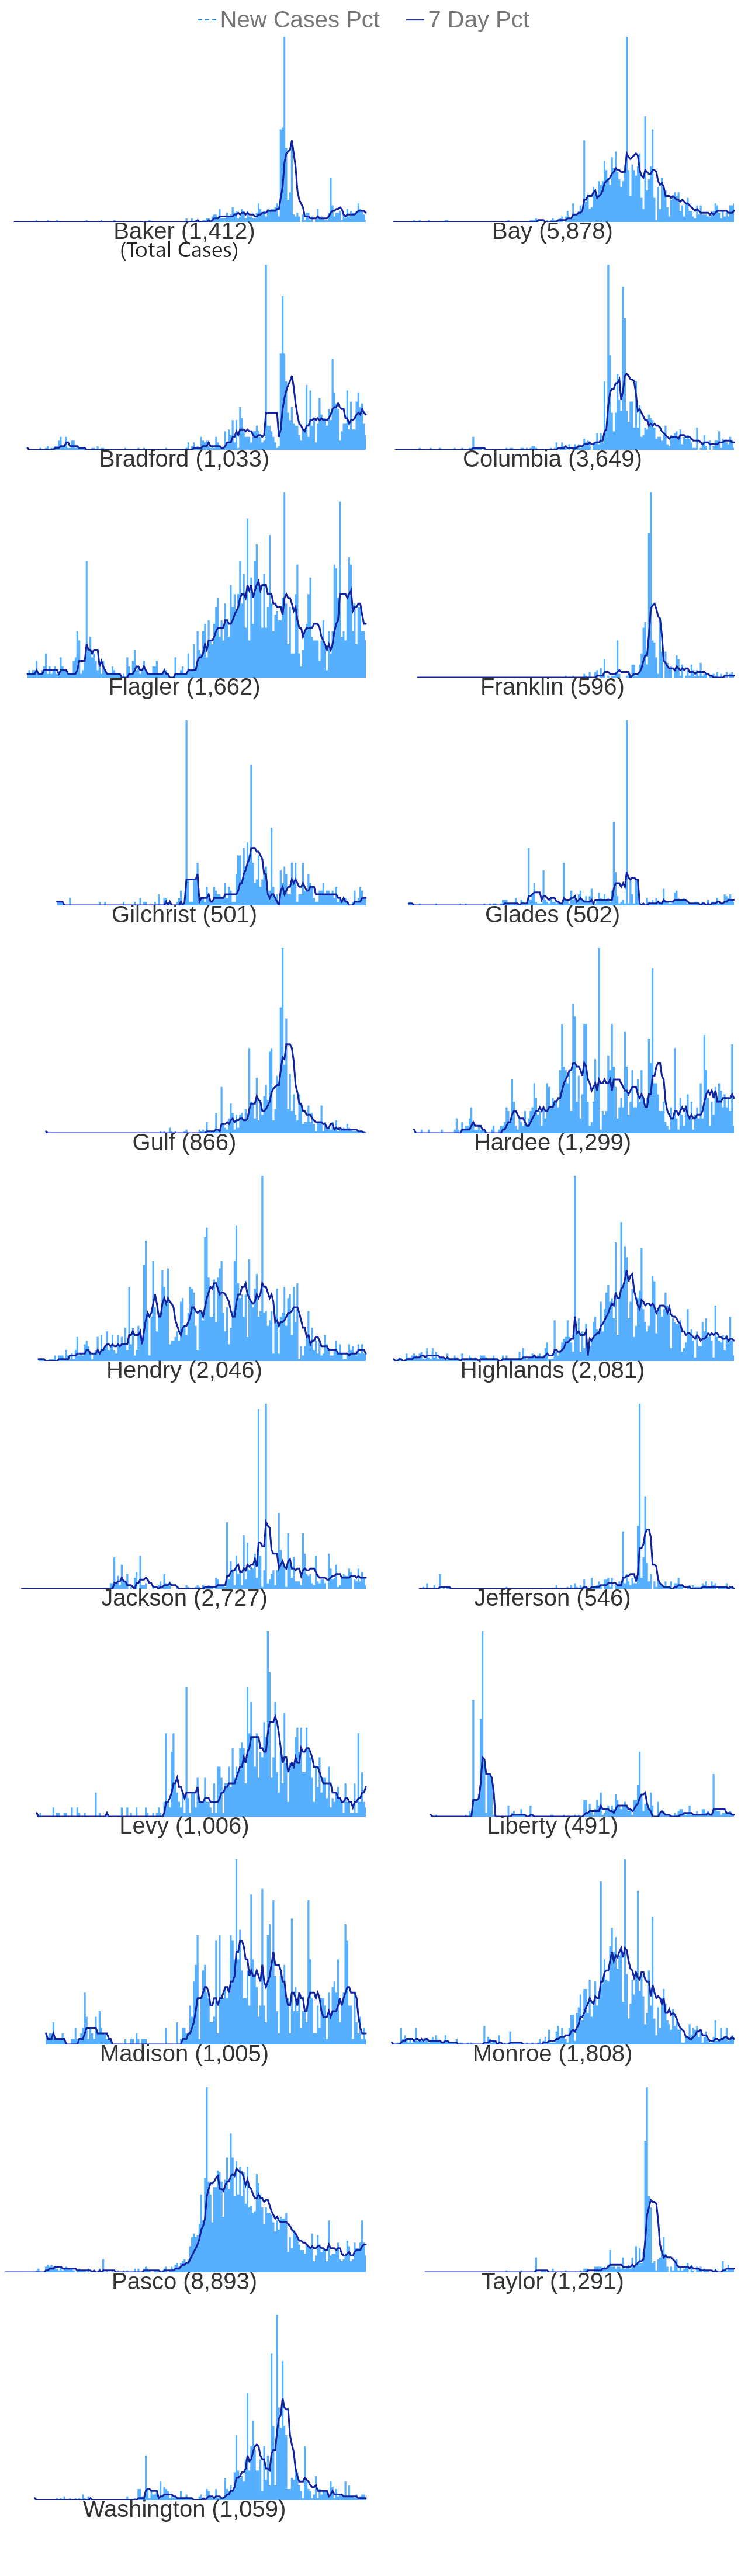 New Cases Pct 7 Day Pct
Baker (1,412) Bay (5,878)
(Total Cases)
Bradford (1,033) Columbia (3,649)
Flagler (1,662) Franklin (596)
Gilchrist (501) Glades (502)
Gulf (866) Hardee (1,299)
Hendry (2,046) Highlands (2,081)
Jackson (2,727) Jefferson (546)
Levy (1,006) Liberty (491)
Madison (1,005) Monroe (1,808)
Pasco (8,893) Taylor (1,291)
Washington (1,059)